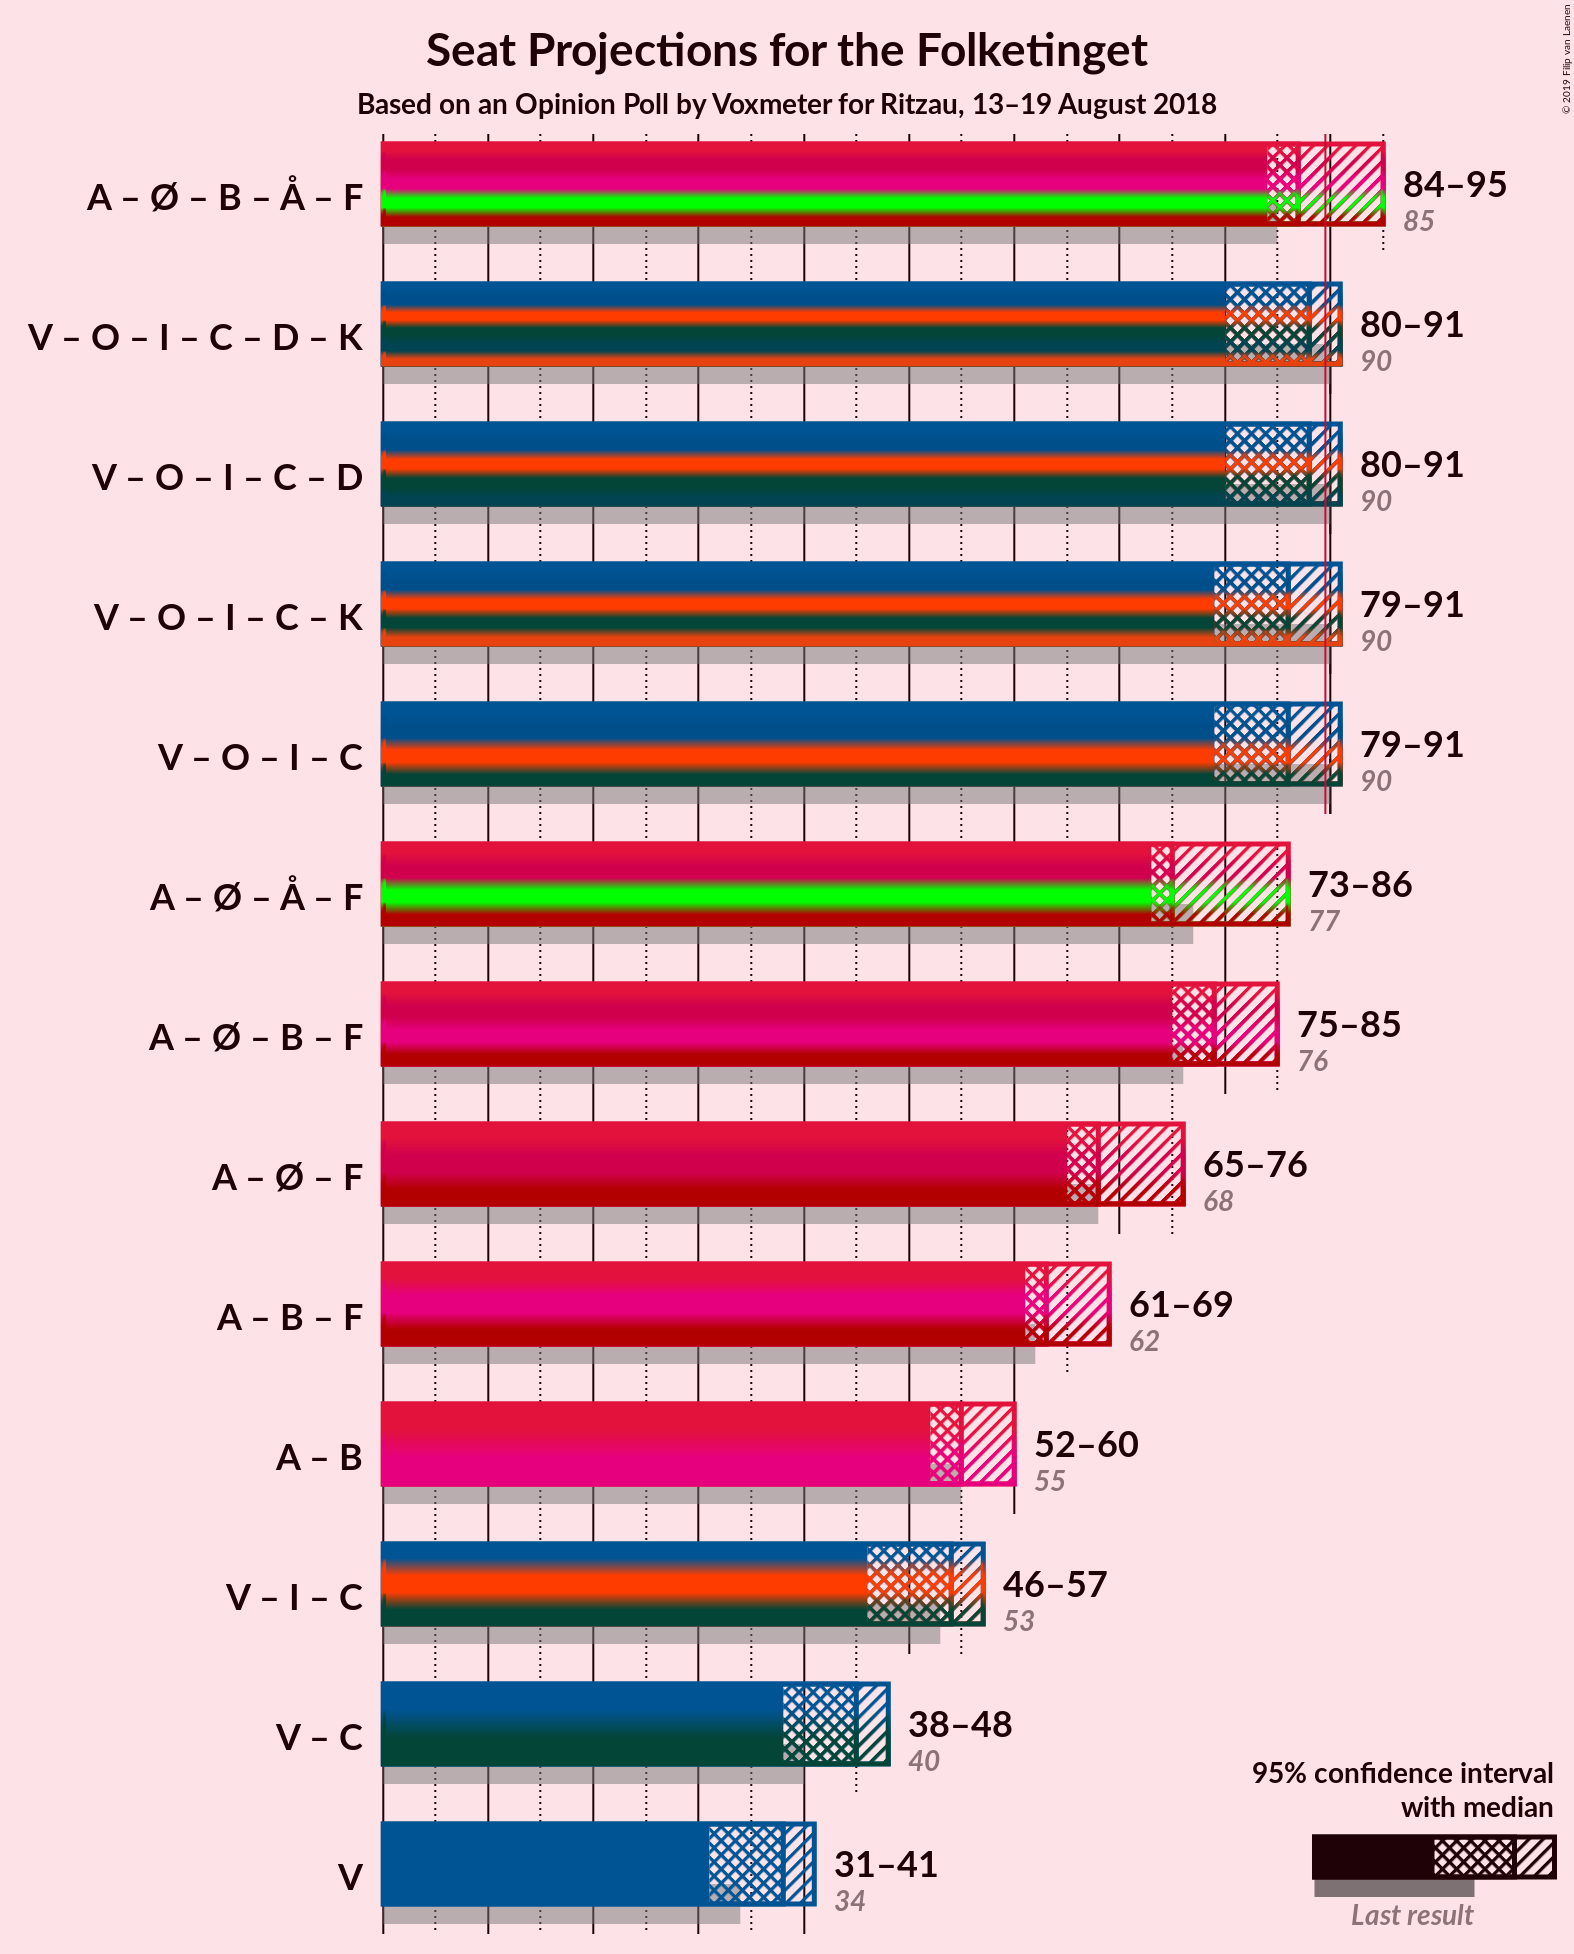 Seat Projections for the Folketinget
Based on an Opinion Poll by Voxmeter for Ritzau, 13–19 August 2018
© 2019 Filip van Laenen
A – Ø – B – Å – F
84–95
85
V – O – I – C – D – K
80–91
90
V – O – I – C – D
80–91
90
V – O – I – C – K
79–91
90
V – O – I – C
79–91
90
A – Ø – Å – F
73–86
77
A – Ø – B – F
75–85
76
A – Ø – F
65–76
68
A – B – F
61–69
62
A – B
52–60
55
V – I – C
46–57
53
V – C
38–48
40
V
31–41
34
95% confidence interval
with median
Last result